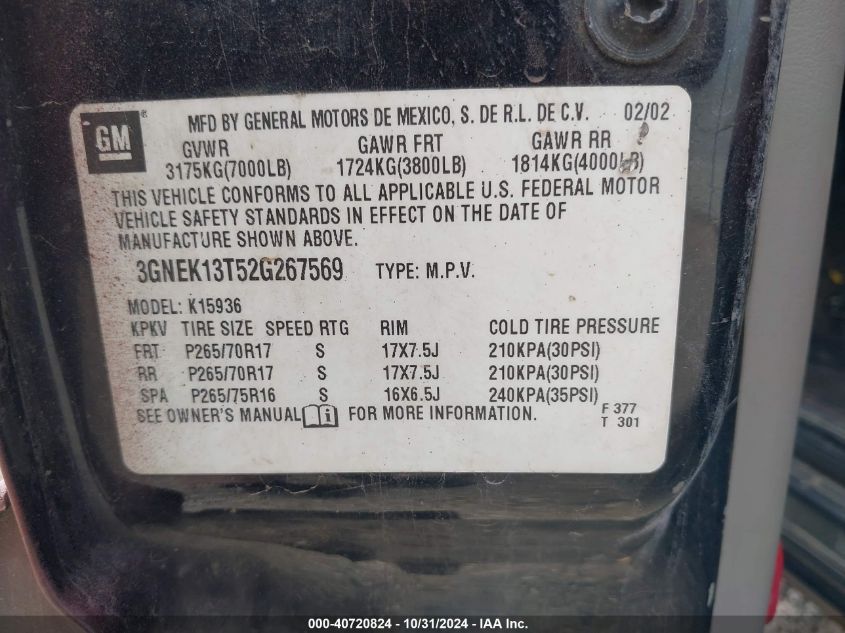 GM ® MFD BY GENERAL MOTORS DE MEXICO, S. DE R.L. DE C.V. 02/02
GVWR GAWR FRT GAWR RR
3175KG(7000LB) 1724KG(3800LB) 1814KG(4000LB)
THIS VEHICLE CONFORMS TO ALL APPLICABLE U.S. FEDERAL MOTOR
VEHICLE SAFETY STANDARDS IN EFFECT ON THE DATE OF
MANUFACTURE SHOWN ABOVE.
3GNEK13T52G267569 TYPE: M.P.V.
MODEL: K15936
KPKV TIRE SIZE SPEED RTG RIM COLD TIRE PRESSURE
FRT P265/70R17 S 17X7.5J 210KPA(30PSI)
RR P265/70R17 S 17X7.5J 210KPA(30PSI)
SPA P265/75R16 S 16X6.5J 240KPA(35PSI)
SEE OWNER'S MANUAL FOR MORE INFORMATION.
F 377
T 301
000-40720824 - 10/31/2024 - IAA Inc.